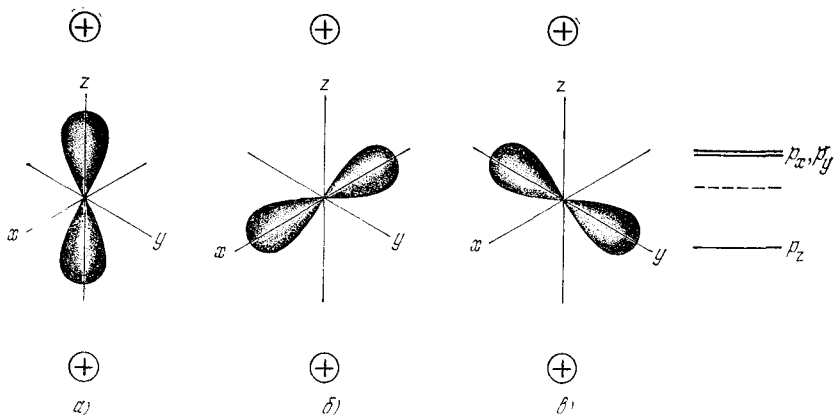 ⊕ ⊕ ⊕
z z z
x y
x y
x y
p_x, p_y
p_z
⊕ ⊕ ⊕
а) б) в)